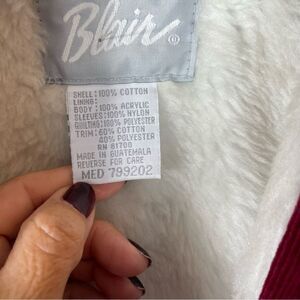 Blair®
SHELL: 100% COTTON
LINING:
BODY: 100% ACRYLIC
SLEEVES: 100% NYLON
QUILTING: 100% POLYESTER
TRIM: 60% COTTON
40% POLYESTER
RN 81700
MADE IN GUATEMALA
REVERSE FOR CARE
MED 799202